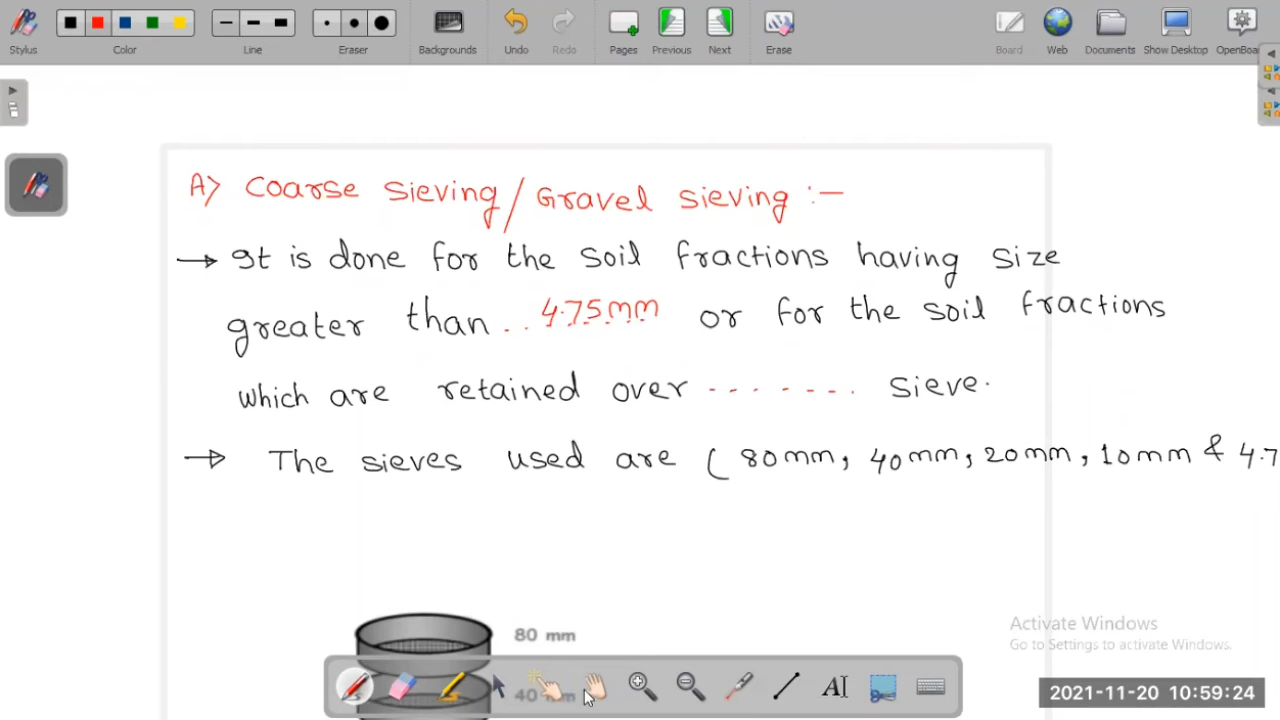 Stylus Color Line Eraser Backgrounds Undo Redo Pages Previous Next Erase Board Web Documents Show Desktop OpenBoa
A) Coarse sieving/Gravel sieving :-
→ It is done for the soil fractions having size
greater than .. 4.75mm or for the soil fractions
which are retained over ....... sieve.
→ The sieves used are ( 80mm, 40mm, 20mm, 10mm & 4.7
80 mm
40 mm
Activate Windows
Go to Settings to activate Windows.
2021-11-20 10:59:24